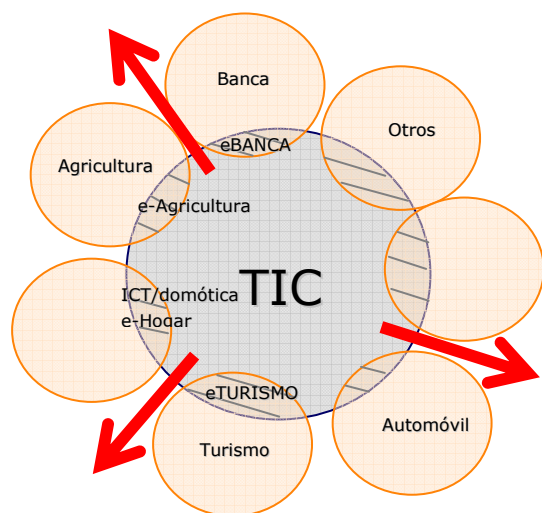 Banca
Otros
eBANCA
Agricultura
e-Agricultura
TIC
ICT/domótica
e-Hogar
eTURISMO
Automóvil
Turismo